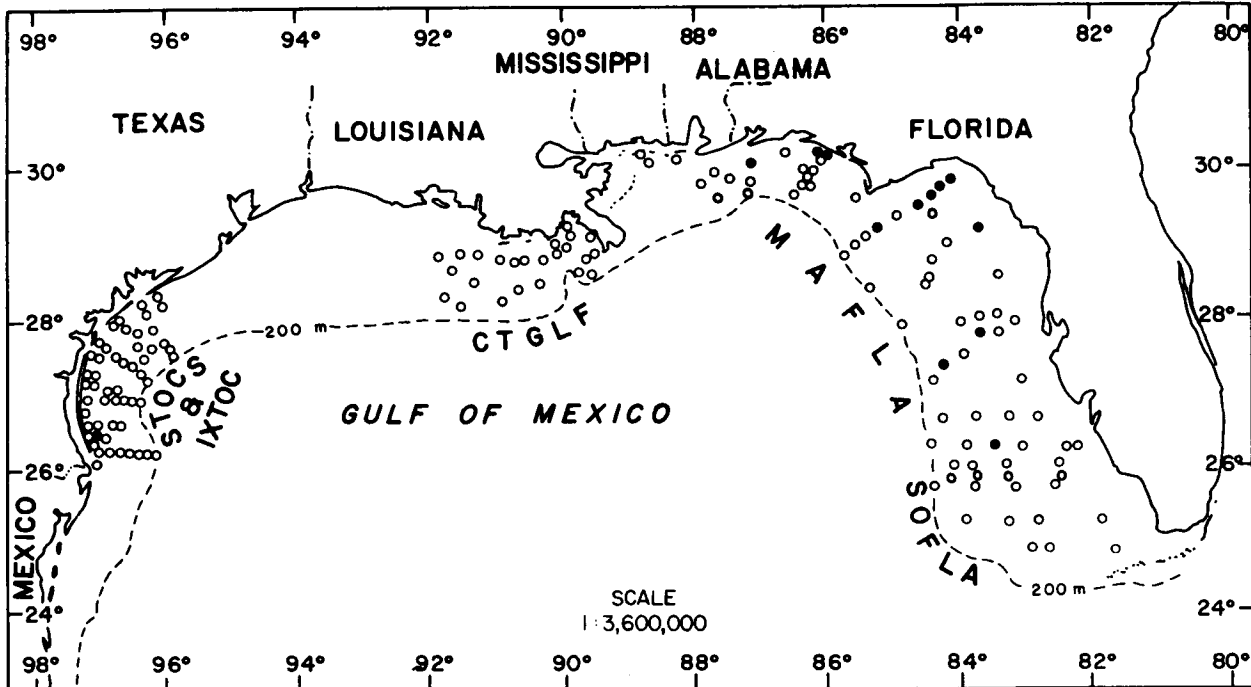 98° 96° 94° 90° 88° 86° 84° 82° 80°
92°
MISSISSIPPI ALABAMA
TEXAS LOUISIANA FLORIDA
30° 30°
MAFLA
28° 28°
200 m
CTGLF
STOCS
&
IXTOC
GULF OF MEXICO
26° 26°
SOFLA
MEXICO
200 m
SCALE
1:3,600,000
24° 24°
98° 96° 94° 92° 90° 88° 86° 84° 82° 80°